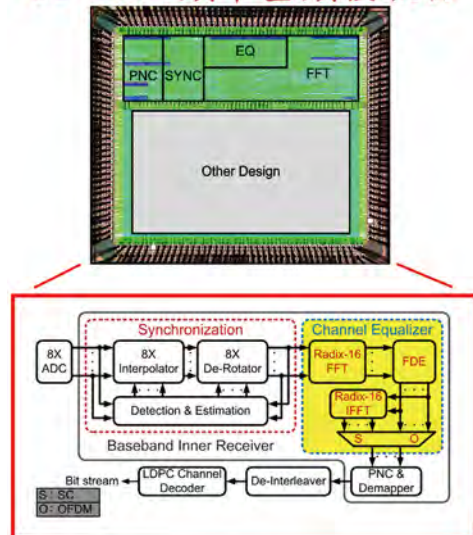 EQ
PNC SYNC FFT
Other Design
Synchronization
Channel Equalizer
8X
ADC
8X
Interpolator
8X
De-Rotator
Radix-16
FFT
FDE
Detection & Estimation
Radix-16
IFFT
S O
Baseband Inner Receiver
Bit stream
LDPC Channel
Decoder
De-Interleaver
PNC &
Demapper
S : SC
O : OFDM